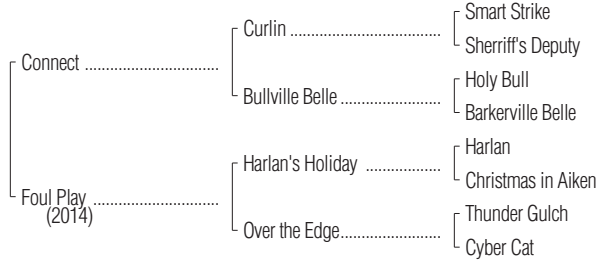 Smart Strike
Curlin ........................................
Sherriff's Deputy
Connect ...................................
Holy Bull
Bullville Belle ..........................
Barkerville Belle
Harlan
Harlan's Holiday ....................
Christmas in Aiken
Foul Play .................................
(2014)
Thunder Gulch
Over the Edge..........................
Cyber Cat